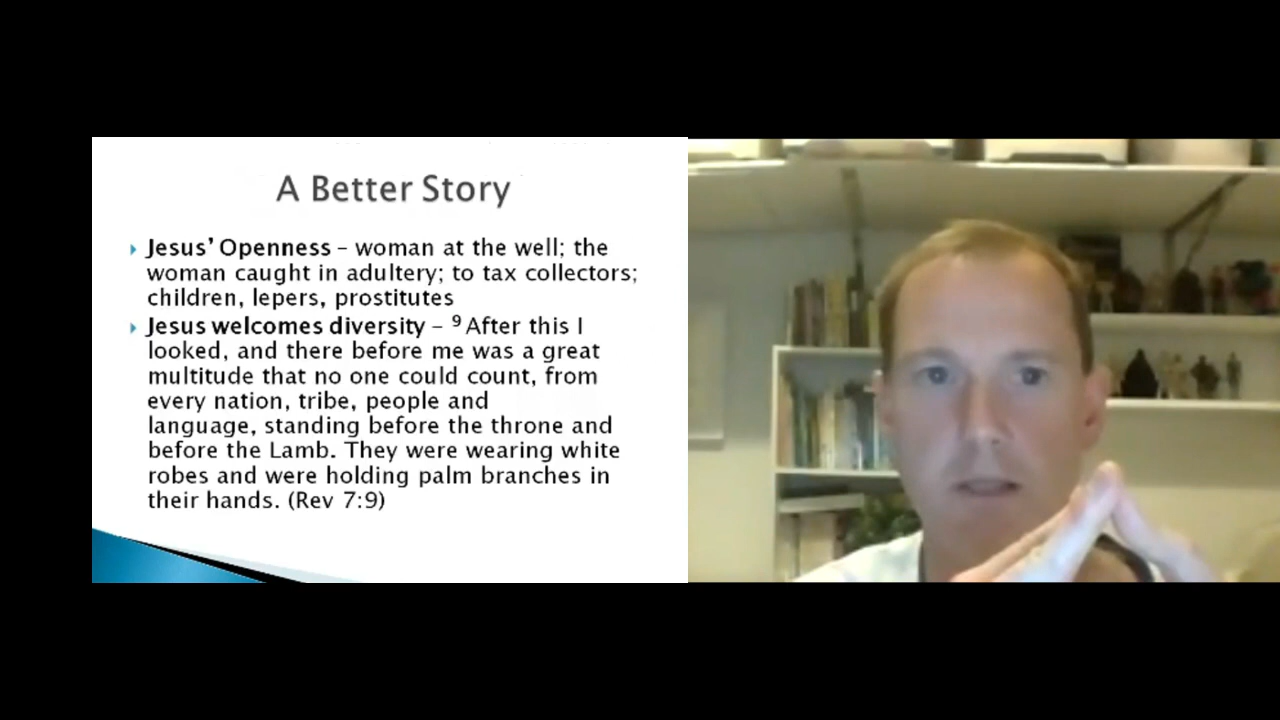 A Better Story
Jesus’ Openness – woman at the well; the
woman caught in adultery; to tax collectors;
children, lepers, prostitutes
Jesus welcomes diversity – ⁹ After this I
looked, and there before me was a great
multitude that no one could count, from
every nation, tribe, people and
language, standing before the throne and
before the Lamb. They were wearing white
robes and were holding palm branches in
their hands. (Rev 7:9)